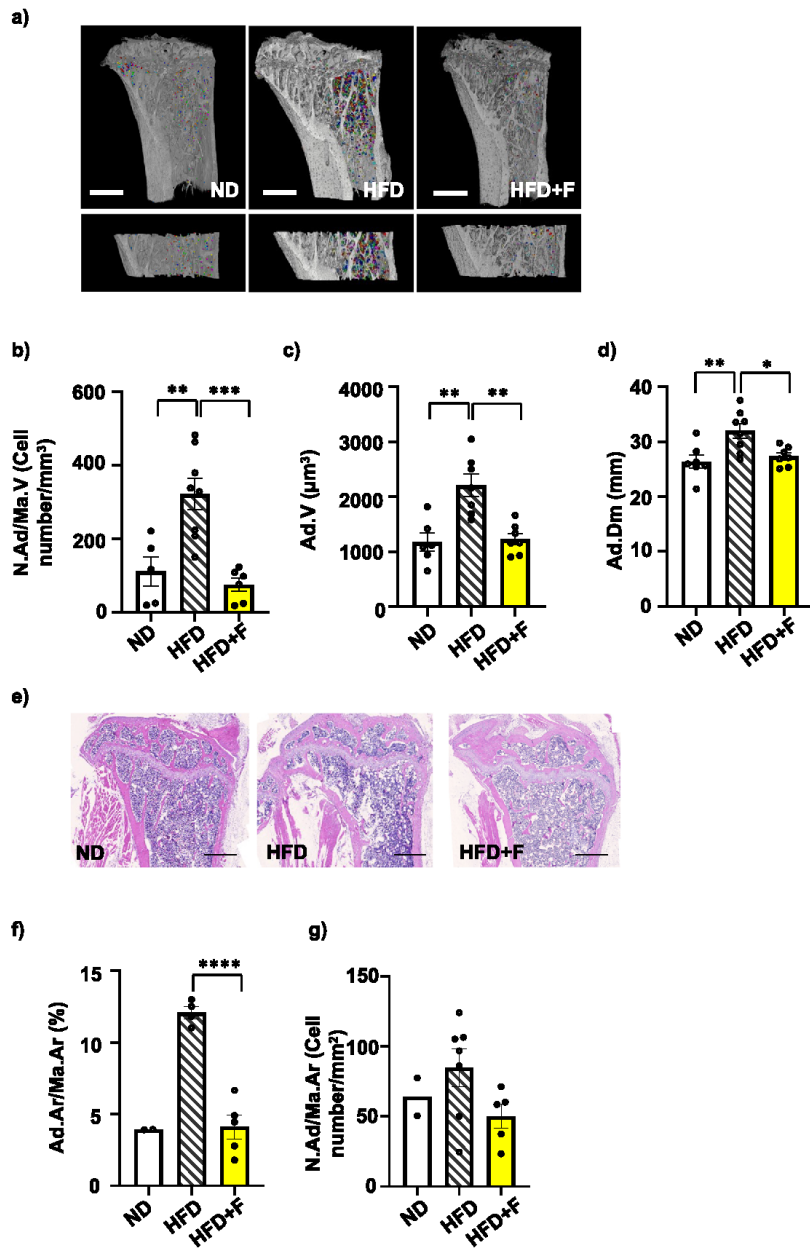 a)
ND HFD HFD+F
b)
N.Ad/Ma.V (Cell
number/mm³)
600
400
200
0
** ***
ND HFD HFD+F
c)
Ad.V (µm³)
4000
3000
2000
1000
0
** **
ND HFD HFD+F
d)
Ad.Dm (mm)
40
30
20
10
0
** *
ND HFD HFD+F
e)
ND HFD HFD+F
f)
Ad.Ar/Ma.Ar (%)
15
10
5
0
****
ND HFD HFD+F
g)
N.Ad/Ma.Ar (Cell
number/mm²)
150
100
50
0
ND HFD HFD+F